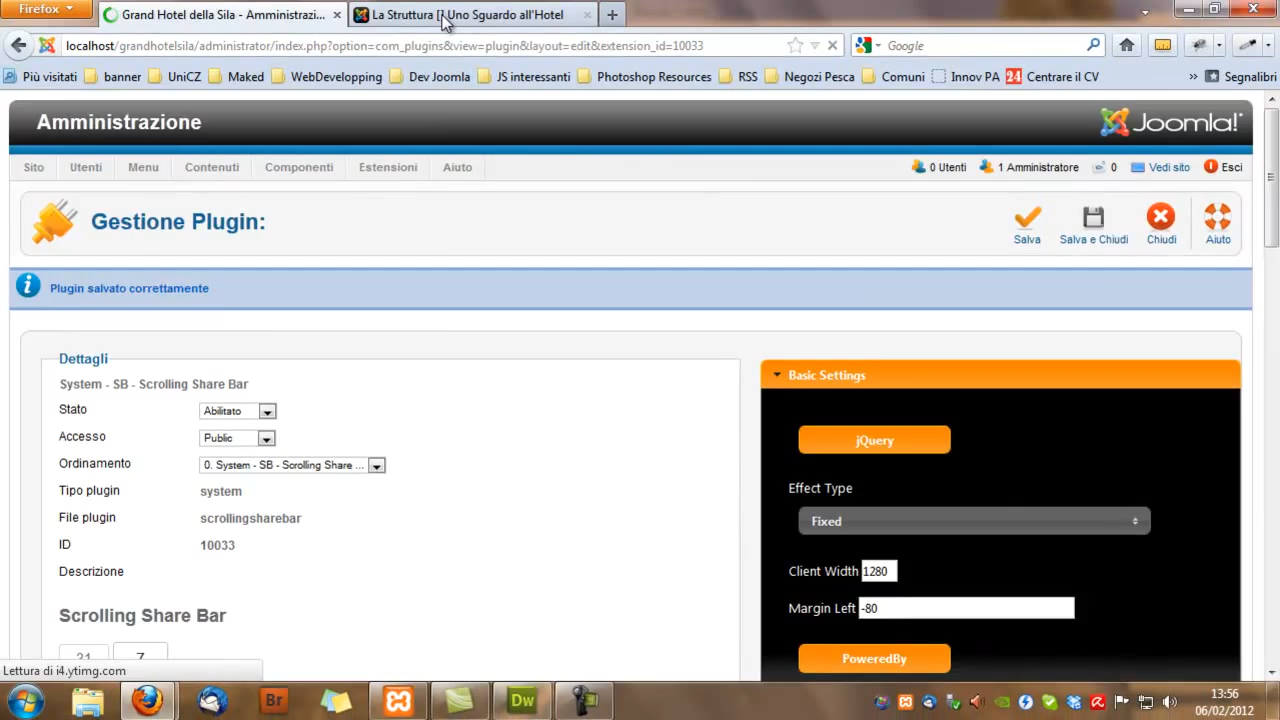 Firefox
Grand Hotel della Sila - Amministrazi...
La Struttura [] Uno Sguardo all'Hotel
localhost/grandhotelsila/administrator/index.php?option=com_plugins&view=plugin&layout=edit&extension_id=10033
Google
Più visitati
banner
UniCZ
Maked
WebDevelopping
Dev Joomla
JS interessanti
Photoshop Resources
RSS
Negozi Pesca
Comuni
Innov PA
24
Centrare il CV
»
Segnalibri
Amministrazione
Joomla!
Sito
Utenti
Menu
Contenuti
Componenti
Estensioni
Aiuto
0 Utenti
1 Amministratore
0
Vedi sito
Esci
Gestione Plugin:
Salva
Salva e Chiudi
Chiudi
Aiuto
Plugin salvato correttamente
Dettagli
System - SB - Scrolling Share Bar
Stato
Abilitato
Accesso
Public
Ordinamento
0. System - SB - Scrolling Share ...
Tipo plugin
system
File plugin
scrollingsharebar
ID
10033
Descrizione
Scrolling Share Bar
21
7
Basic Settings
jQuery
Effect Type
Fixed
Client Width
1280
Margin Left
-80
PoweredBy
Lettura di i4.ytimg.com
Br
Dw
13:56
06/02/2012